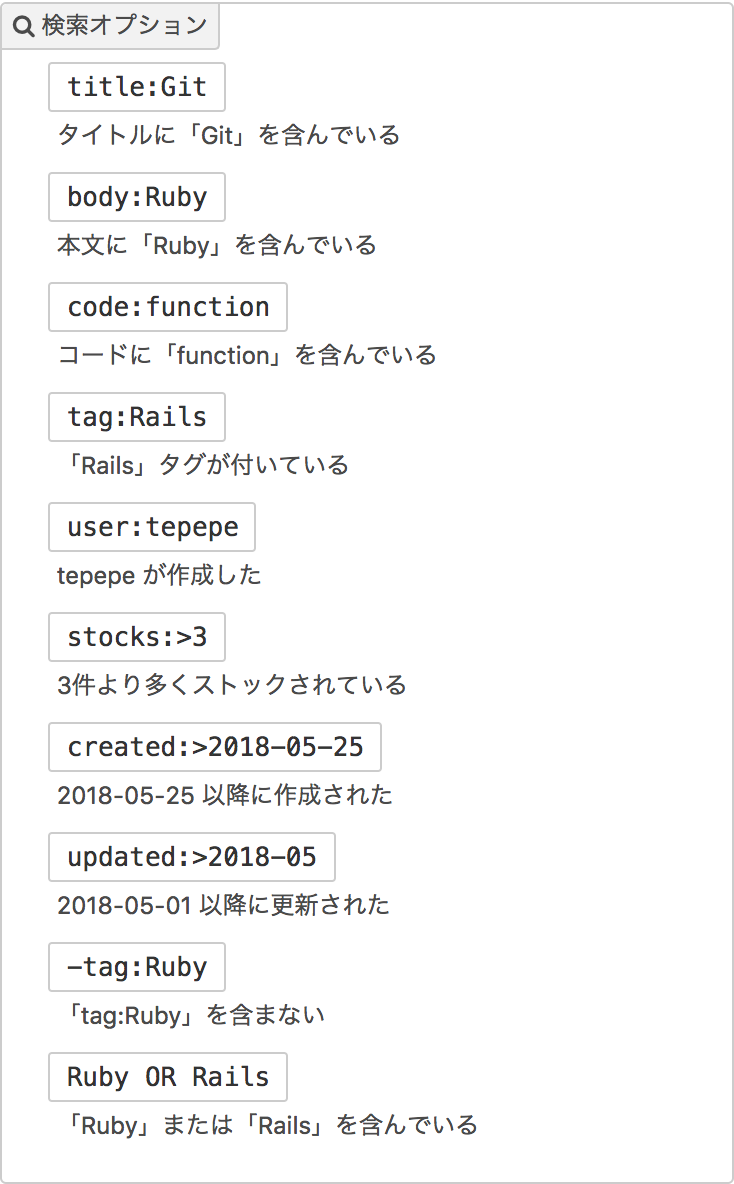 検索オプション
title:Git
タイトルに「Git」を含んでいる
body:Ruby
本文に「Ruby」を含んでいる
code:function
コードに「function」を含んでいる
tag:Rails
「Rails」タグが付いている
user:tepepe
tepepe が作成した
stocks:>3
3件より多くストックされている
created:>2018-05-25
2018-05-25 以降に作成された
updated:>2018-05
2018-05-01 以降に更新された
-tag:Ruby
「tag:Ruby」を含まない
Ruby OR Rails
「Ruby」または「Rails」を含んでいる